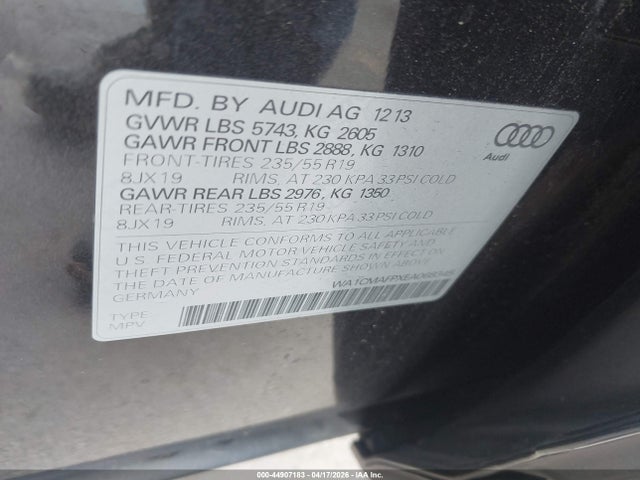 MFD. BY AUDI AG 1213
GVWR LBS 5743, KG 2605
GAWR FRONT LBS 2888, KG 1310
FRONT-TIRES 235/55 R19
8JX19 RIMS, AT 230 KPA 33 PSI COLD
GAWR REAR LBS 2976, KG 1350
REAR-TIRES 235/55 R19
8JX19 RIMS, AT 230 KPA 33 PSI COLD
THIS VEHICLE CONFORMS TO ALL APPLICABLE
U.S. FEDERAL MOTOR VEHICLE SAFETY AND
THEFT PREVENTION STANDARDS IN EFFECT ON
THE DATE OF MANUFACTURE SHOWN ABOVE
GERMANY
WA1CMAFPXEA068345
TYPE
MPV
Audi
000-44907183 - 04/17/2026 - IAAI.COM